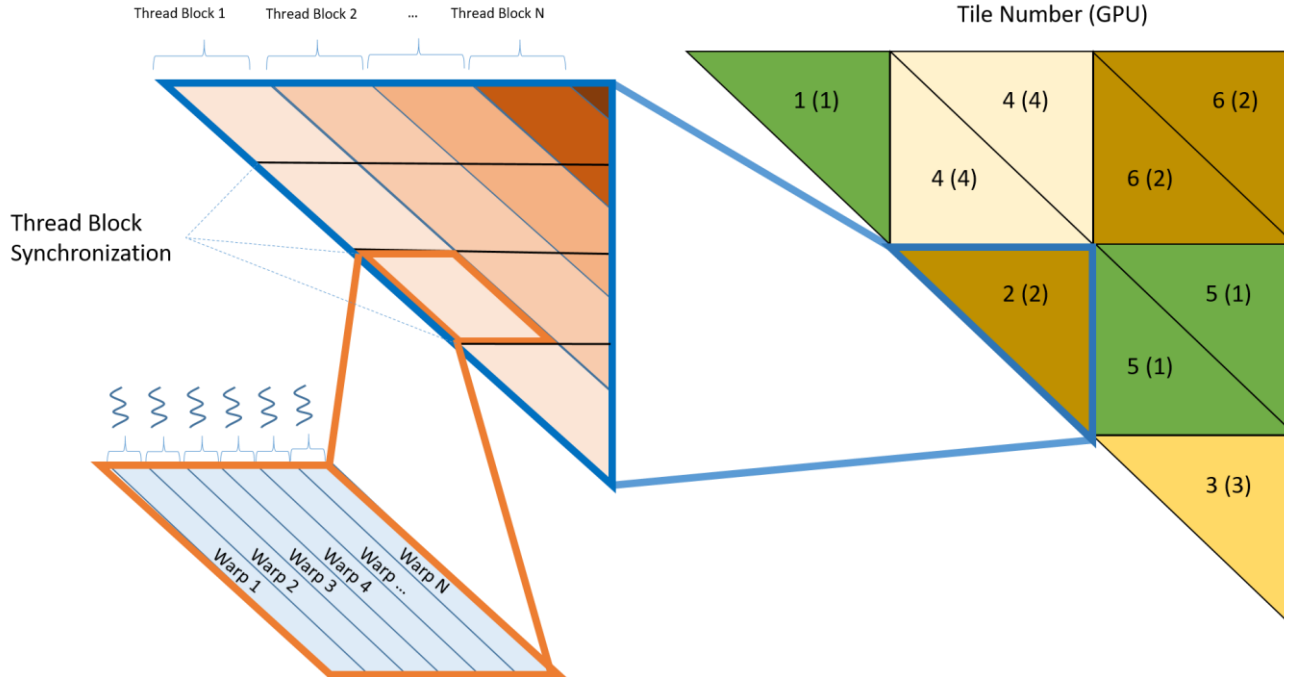 Thread Block 1
Thread Block 2
...
Thread Block N
Tile Number (GPU)
1 (1)
4 (4)
6 (2)
4 (4)
6 (2)
Thread Block
Synchronization
2 (2)
5 (1)
5 (1)
3 (3)
Warp 1
Warp 2
Warp 3
Warp 4
Warp ...
Warp N